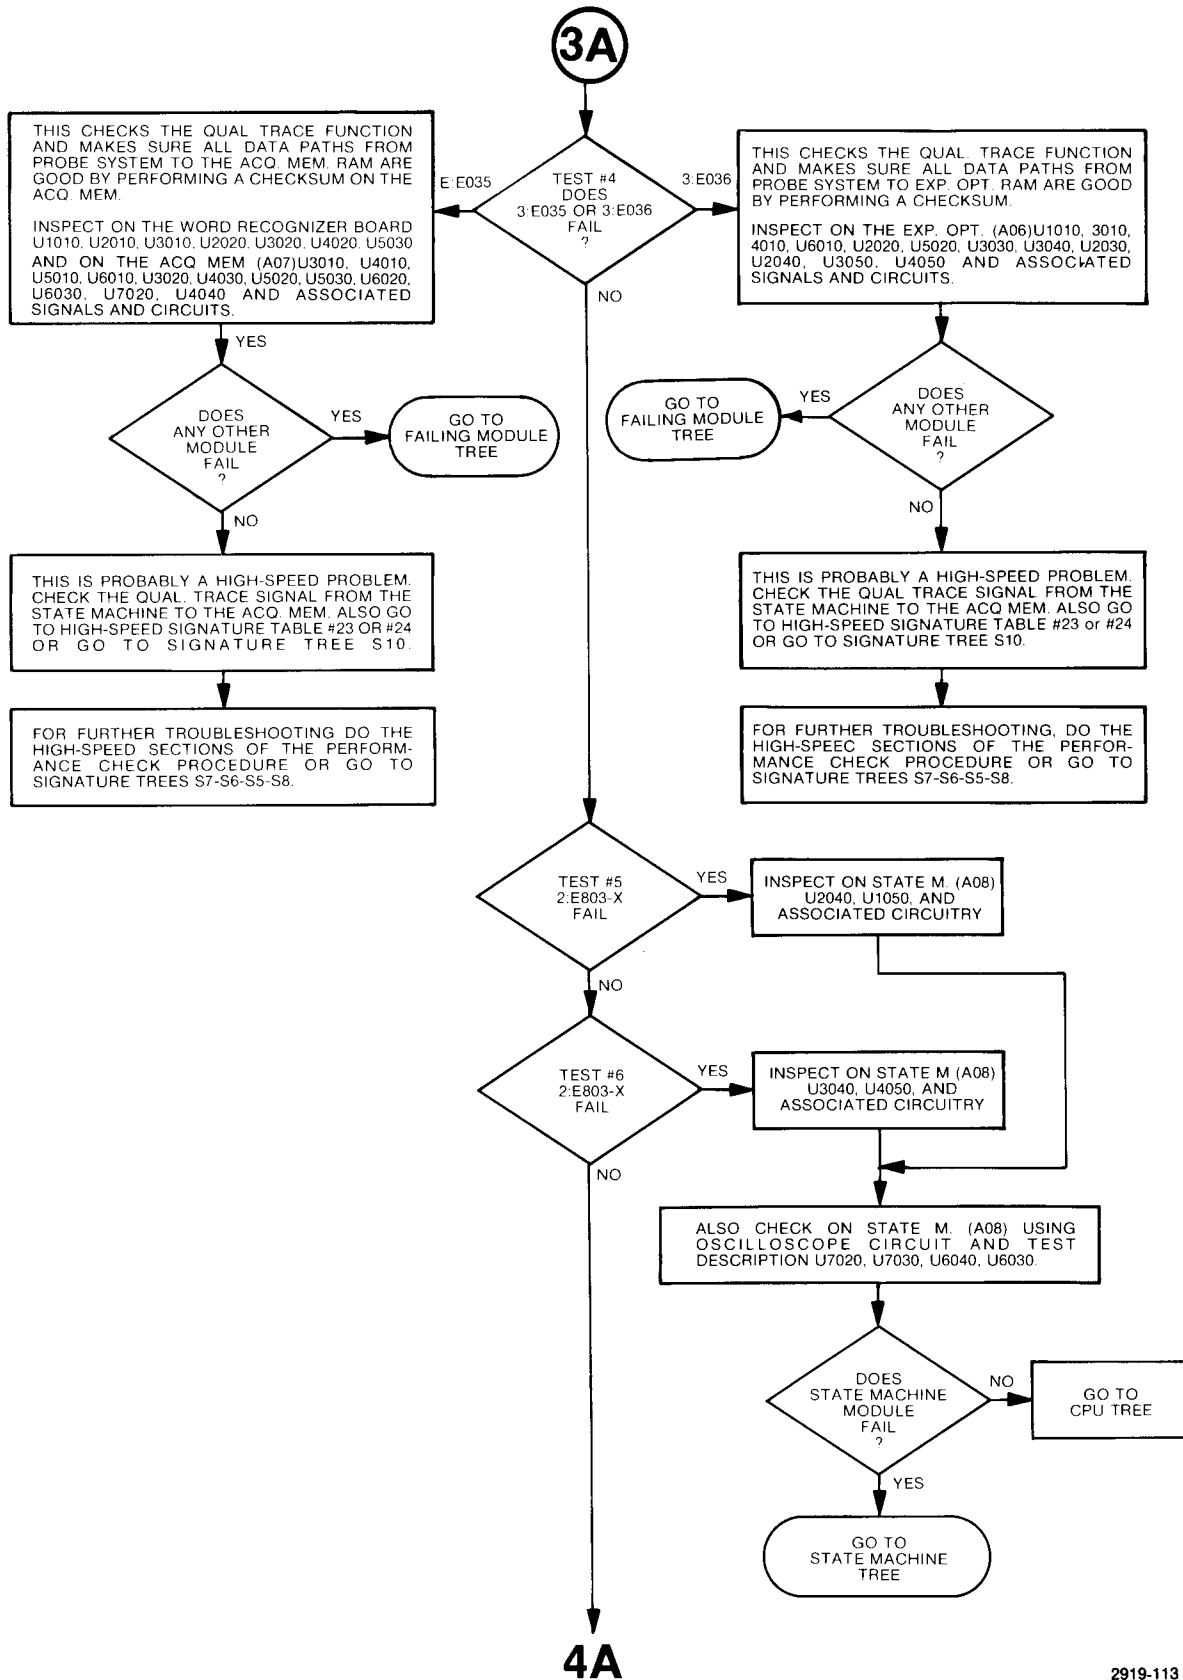 3A
THIS CHECKS THE QUAL TRACE FUNCTION
AND MAKES SURE ALL DATA PATHS FROM
PROBE SYSTEM TO THE ACQ. MEM. RAM ARE
GOOD BY PERFORMING A CHECKSUM ON THE
ACQ. MEM.
INSPECT ON THE WORD RECOGNIZER BOARD
U1010, U2010, U3010, U2020, U3020, U4020, U5030
AND ON THE ACQ MEM (A07)U3010, U4010,
U5010, U6010, U3020, U4030, U5020, U5030, U6020,
U6030, U7020, U4040 AND ASSOCIATED
SIGNALS AND CIRCUITS.
E:E035
TEST #4
DOES
3:E035 OR 3:E036
FAIL
?
3:E036
THIS CHECKS THE QUAL. TRACE FUNCTION
AND MAKES SURE ALL DATA PATHS FROM
PROBE SYSTEM TO EXP. OPT. RAM ARE GOOD
BY PERFORMING A CHECKSUM.
INSPECT ON THE EXP. OPT. (A06)U1010, 3010,
4010, U6010, U2020, U5020, U3030, U3040, U2030,
U2040, U3050, U4050 AND ASSOCIATED
SIGNALS AND CIRCUITS.
NO
YES
DOES
ANY OTHER
MODULE
FAIL
?
YES
GO TO
FAILING MODULE
TREE
GO TO
FAILING MODULE
TREE
YES
DOES
ANY OTHER
MODULE
FAIL
?
NO
NO
THIS IS PROBABLY A HIGH-SPEED PROBLEM.
CHECK THE QUAL. TRACE SIGNAL FROM THE
STATE MACHINE TO THE ACQ. MEM. ALSO GO
TO HIGH-SPEED SIGNATURE TABLE #23 OR #24
OR GO TO SIGNATURE TREE S10.
THIS IS PROBABLY A HIGH-SPEED PROBLEM.
CHECK THE QUAL. TRACE SIGNAL FROM THE
STATE MACHINE TO THE ACQ MEM. ALSO GO
TO HIGH-SPEED SIGNATURE TABLE #23 or #24
OR GO TO SIGNATURE TREE S10.
FOR FURTHER TROUBLESHOOTING DO THE
HIGH-SPEED SECTIONS OF THE PERFORM-
ANCE CHECK PROCEDURE OR GO TO
SIGNATURE TREES S7-S6-S5-S8.
FOR FURTHER TROUBLESHOOTING, DO THE
HIGH-SPEEC SECTIONS OF THE PERFOR-
MANCE CHECK PROCEDURE OR GO TO
SIGNATURE TREES S7-S6-S5-S8.
TEST #5
2:E803-X
FAIL
YES
INSPECT ON STATE M. (A08)
U2040, U1050, AND
ASSOCIATED CIRCUITRY
NO
TEST #6
2:E803-X
FAIL
YES
INSPECT ON STATE M (A08)
U3040, U4050, AND
ASSOCIATED CIRCUITRY
NO
ALSO CHECK ON STATE M. (A08) USING
OSCILLOSCOPE CIRCUIT AND TEST
DESCRIPTION U7020, U7030, U6040, U6030.
DOES
STATE MACHINE
MODULE
FAIL
?
NO
GO TO
CPU TREE
YES
GO TO
STATE MACHINE
TREE
4A
2919-113